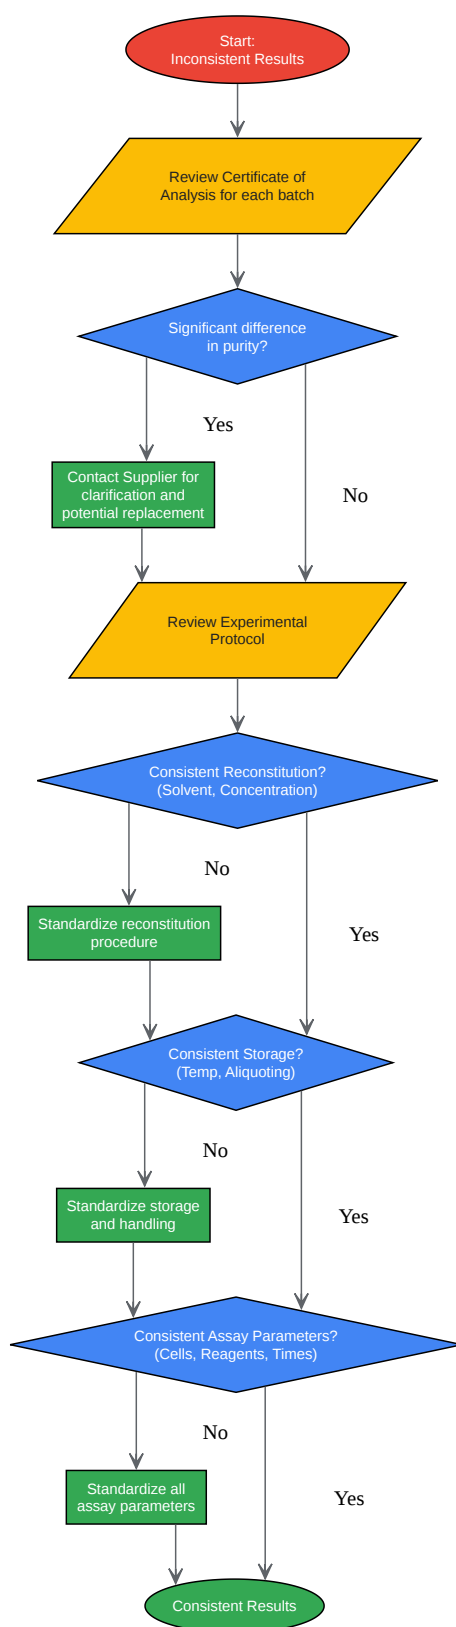 Start:
Inconsistent Results
Review Certificate of
Analysis for each batch
Significant difference
in purity?
Yes
Contact Supplier for
clarification and
potential replacement
No
Review Experimental
Protocol
Consistent Reconstitution?
(Solvent, Concentration)
No
Standardize reconstitution
procedure
Yes
Consistent Storage?
(Temp, Aliquoting)
No
Standardize storage
and handling
Yes
Consistent Assay Parameters?
(Cells, Reagents, Times)
No
Standardize all
assay parameters
Yes
Consistent Results